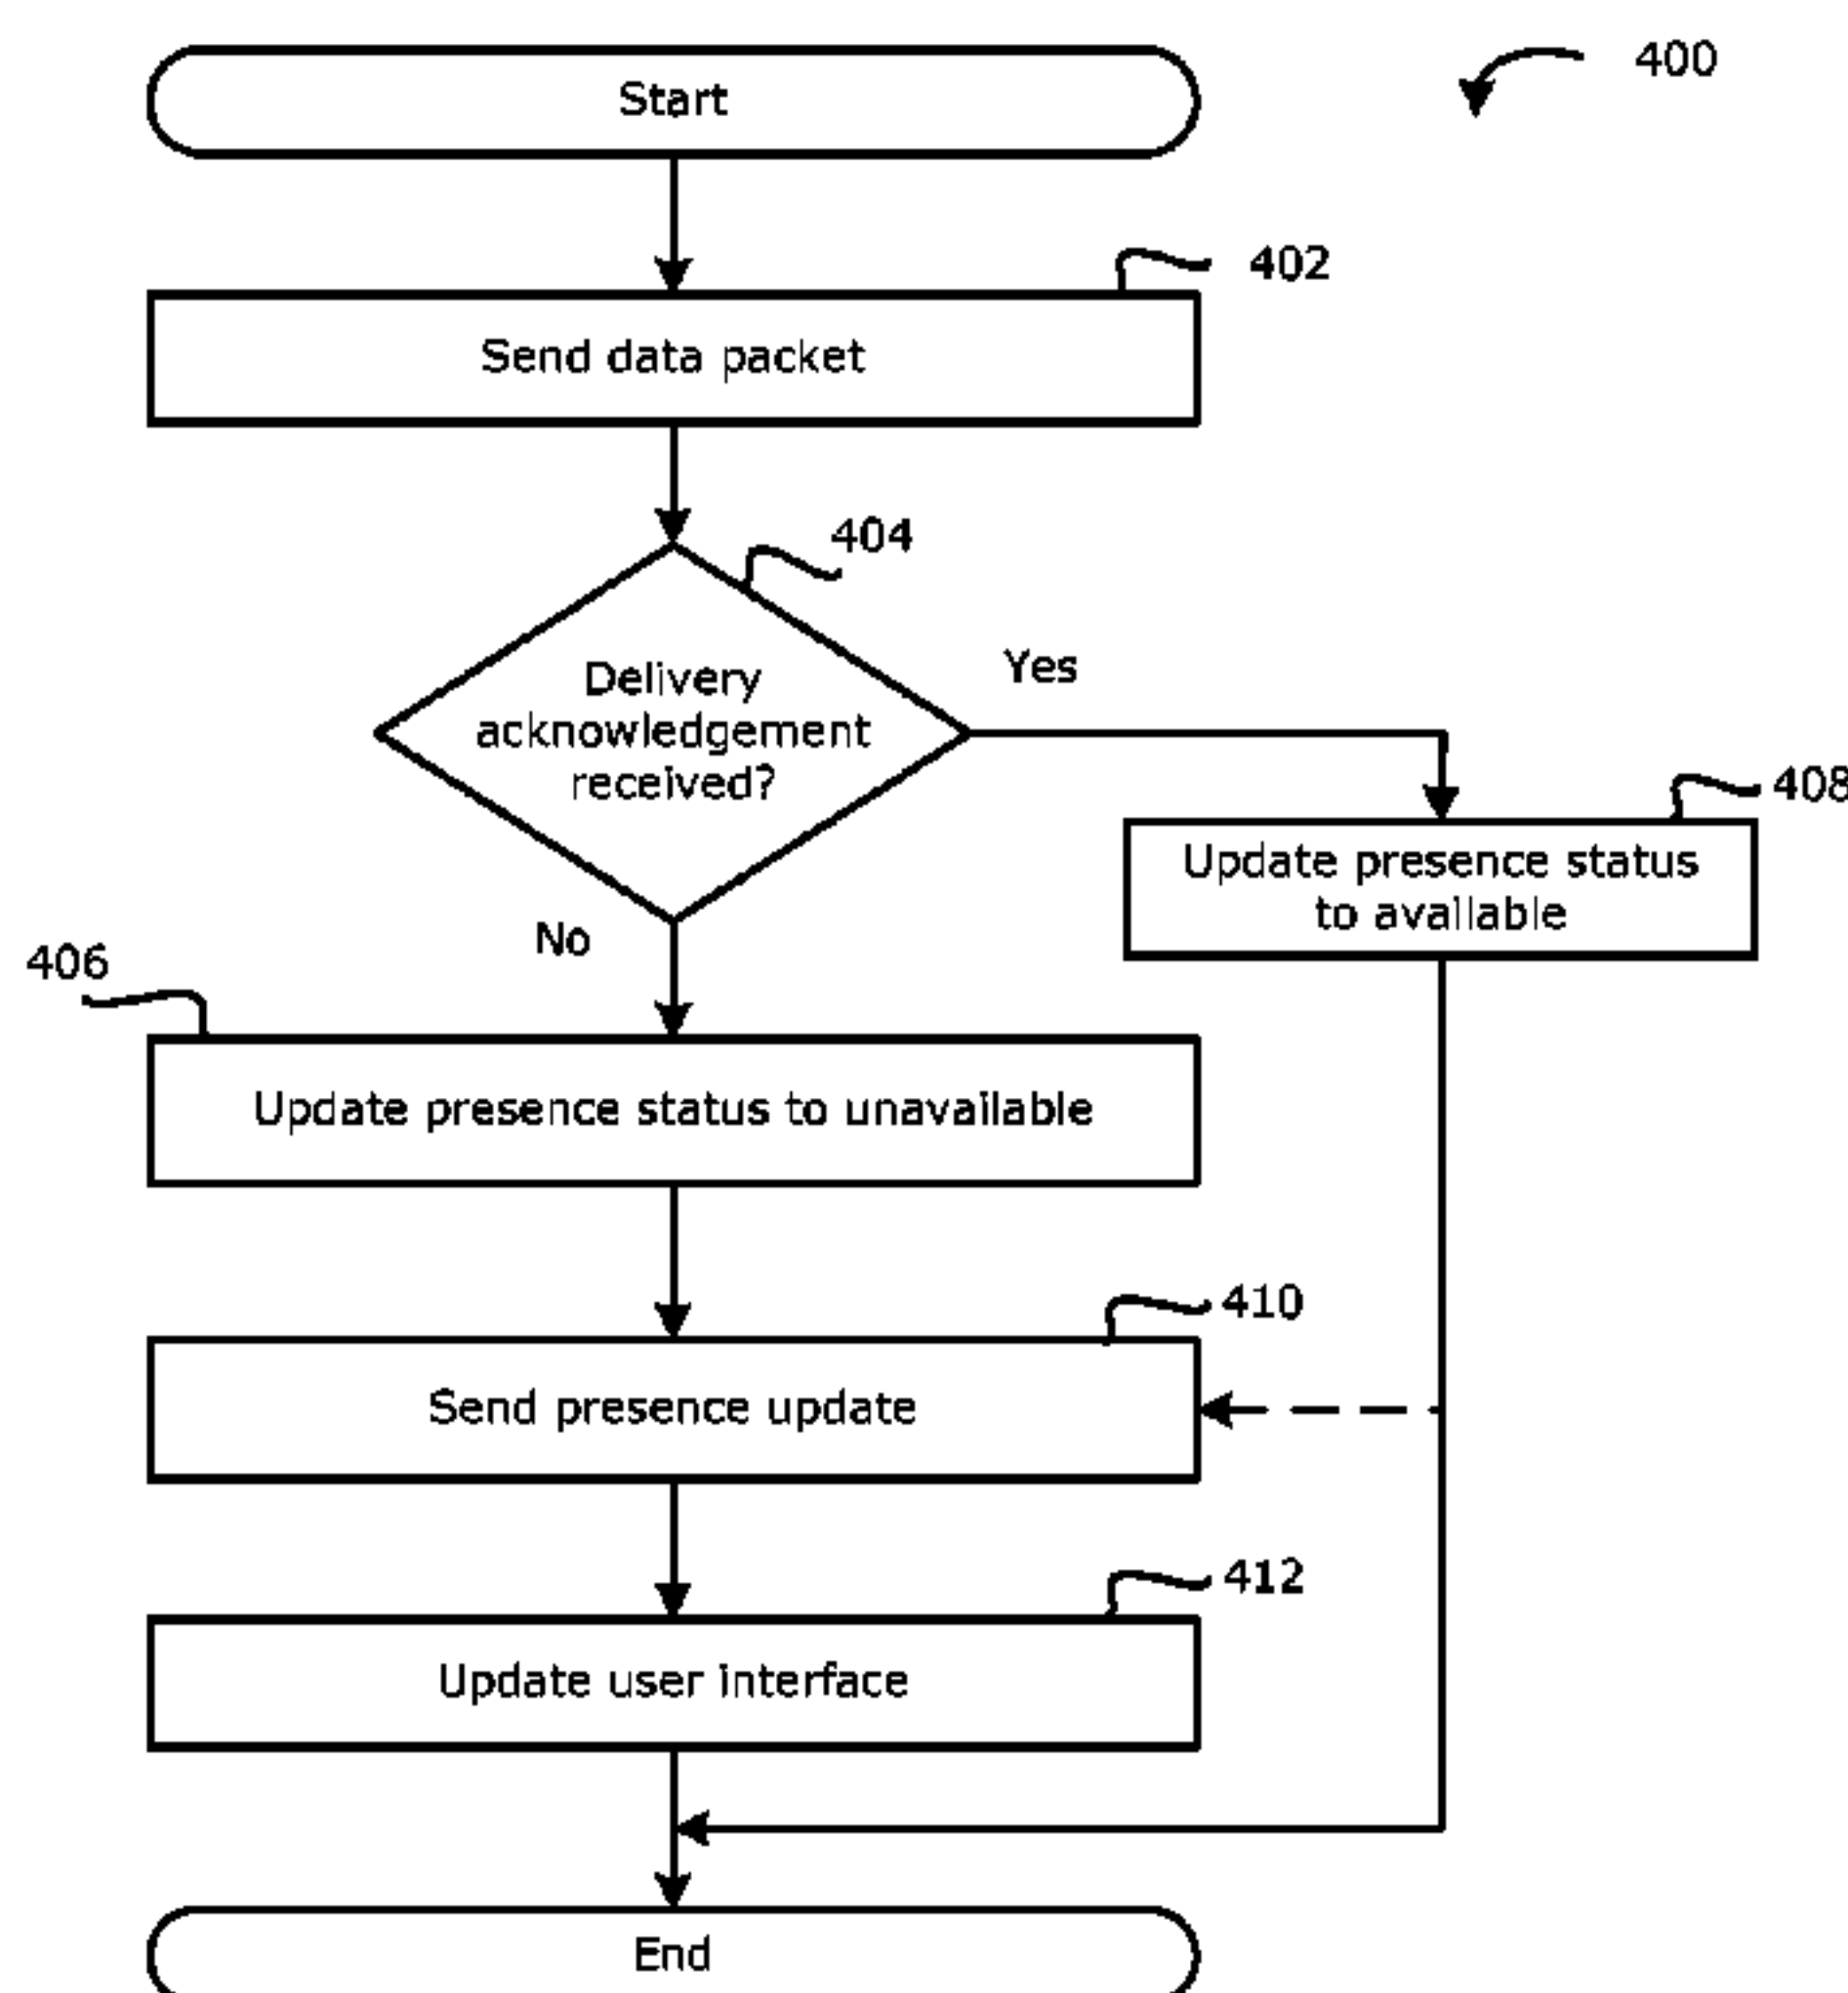 400
Start
402
Send data packet
404
Delivery
acknowledgement
received?
Yes
408
Update presence status
to available
No
406
Update presence status to unavailable
410
Send presence update
412
Update user interface
End